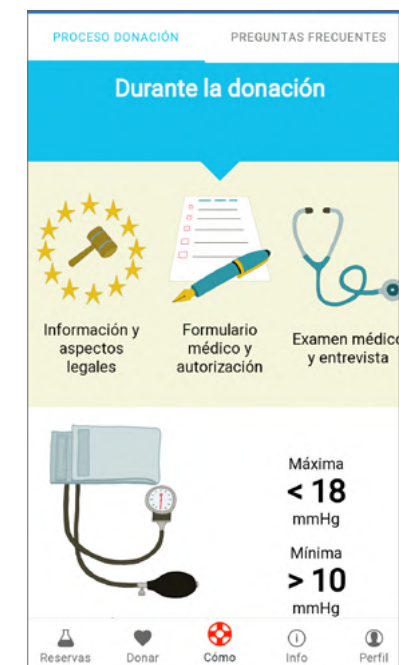 PROCESO DONACIÓN
PREGUNTAS FRECUENTES
Durante la donación
Información y
aspectos
legales
Formulario
médico y
autorización
Examen médico
y entrevista
Máxima
< 18
mmHg
Mínima
> 10
mmHg
Reservas
Donar
Cómo
Info
Perfil